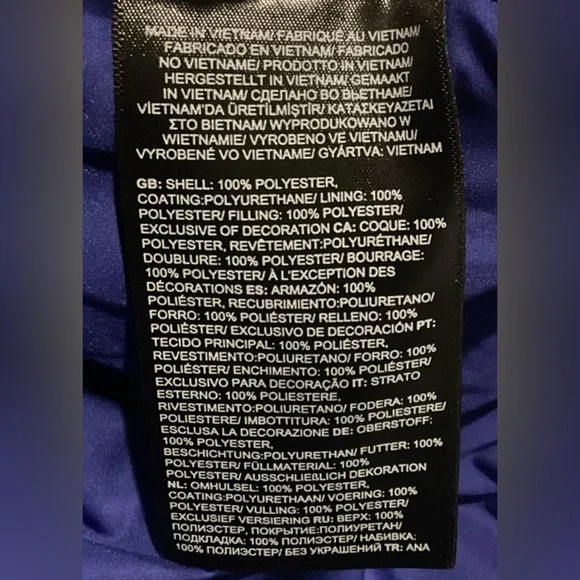 MADE IN VIETNAM/ FABRIQUÉ AU VIETNAM/
FABRICADO EN VIETNAM/ FABRICADO
NO VIETNAME/ PRODOTTO IN VIETNAM/
HERGESTELLT IN VIETNAM/ GEMAAKT
IN VIETNAM/ СДЕЛАНО ВО ВЬЕТНАМЕ/
VİETNAM'DA ÜRETİLMİŞTİR/ ΚΑΤΑΣΚΕΥΑΖΕΤΑΙ
ΣΤΟ ΒΙΕΤΝΑΜ/ WYPRODUKOWANO W
WIETNAMIE/ VYROBENO VE VIETNAMU/
VYROBENÉ VO VIETNAME/ GYÁRTVA: VIETNAM
GB: SHELL: 100% POLYESTER,
COATING:POLYURETHANE/ LINING: 100%
POLYESTER/ FILLING: 100% POLYESTER/
EXCLUSIVE OF DECORATION CA: COQUE: 100%
POLYESTER, REVÊTEMENT:POLYURÉTHANE/
DOUBLURE: 100% POLYESTER/ BOURRAGE:
100% POLYESTER/ À L'EXCEPTION DES
DÉCORATIONS ES: ARMAZÓN: 100%
POLIÉSTER, RECUBRIMIENTO:POLIURETANO/
FORRO: 100% POLIÉSTER/ RELLENO: 100%
POLIÉSTER/ EXCLUSIVO DE DECORACIÓN PT:
TECIDO PRINCIPAL: 100% POLIÉSTER,
REVESTIMENTO:POLIURETANO/ FORRO: 100%
POLIÉSTER/ ENCHIMENTO: 100% POLIÉSTER/
EXCLUSIVO PARA DECORAÇÃO IT: STRATO
ESTERNO: 100% POLIESTERE,
RIVESTIMENTO:POLIURETANO/ FODERA: 100%
POLIESTERE/ IMBOTTITURA: 100% POLIESTERE/
ESCLUSA LA DECORAZIONE DE: OBERSTOFF:
100% POLYESTER,
BESCHICHTUNG:POLYURETHAN/ FUTTER: 100%
POLYESTER/ FÜLLMATERIAL: 100%
POLYESTER/ AUSSCHLIEßLICH DEKORATION
NL: OMHULSEL: 100% POLYESTER,
COATING:POLYURETHAAN/ VOERING: 100%
POLYESTER/ VULLING: 100% POLYESTER/
EXCLUSIEF VERSIERING RU: ВЕРХ: 100%
ПОЛИЭСТЕР, ПОКРЫТИЕ:ПОЛИУРЕТАН/
ПОДКЛАДКА: 100% ПОЛИЭСТЕР/ НАБИВКА:
100% ПОЛИЭСТЕР/ БЕЗ УКРАШЕНИЙ TR: ANA